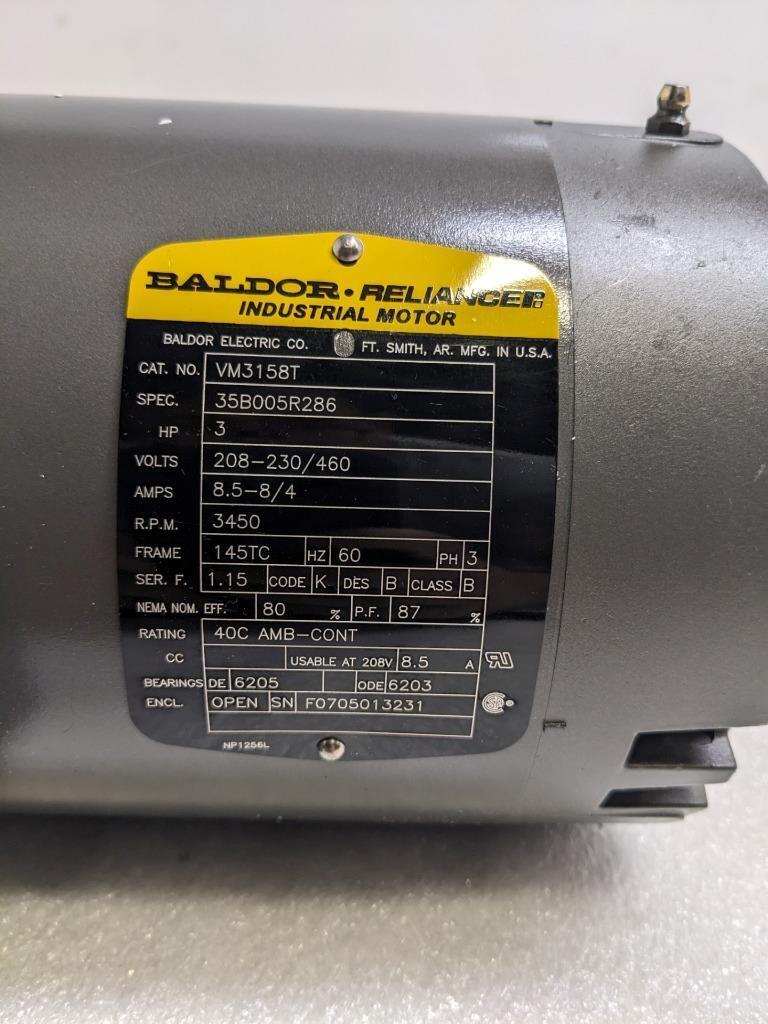 BALDOR • RELIANCER
INDUSTRIAL MOTOR
BALDOR ELECTRIC CO. FT. SMITH, AR. MFG. IN U.S.A.
CAT. NO. VM3158T
SPEC. 35B005R286
HP 3
VOLTS 208-230/460
AMPS 8.5-8/4
R.P.M. 3450
FRAME 145TC HZ 60 PH 3
SER. F. 1.15 CODE K DES B CLASS B
NEMA NOM. EFF. 80 % P.F. 87 %
RATING 40C AMB-CONT
CC USABLE AT 208V 8.5 A
BEARINGS DE 6205 ODE 6203
ENCL. OPEN SN F0705013231
NP1256L